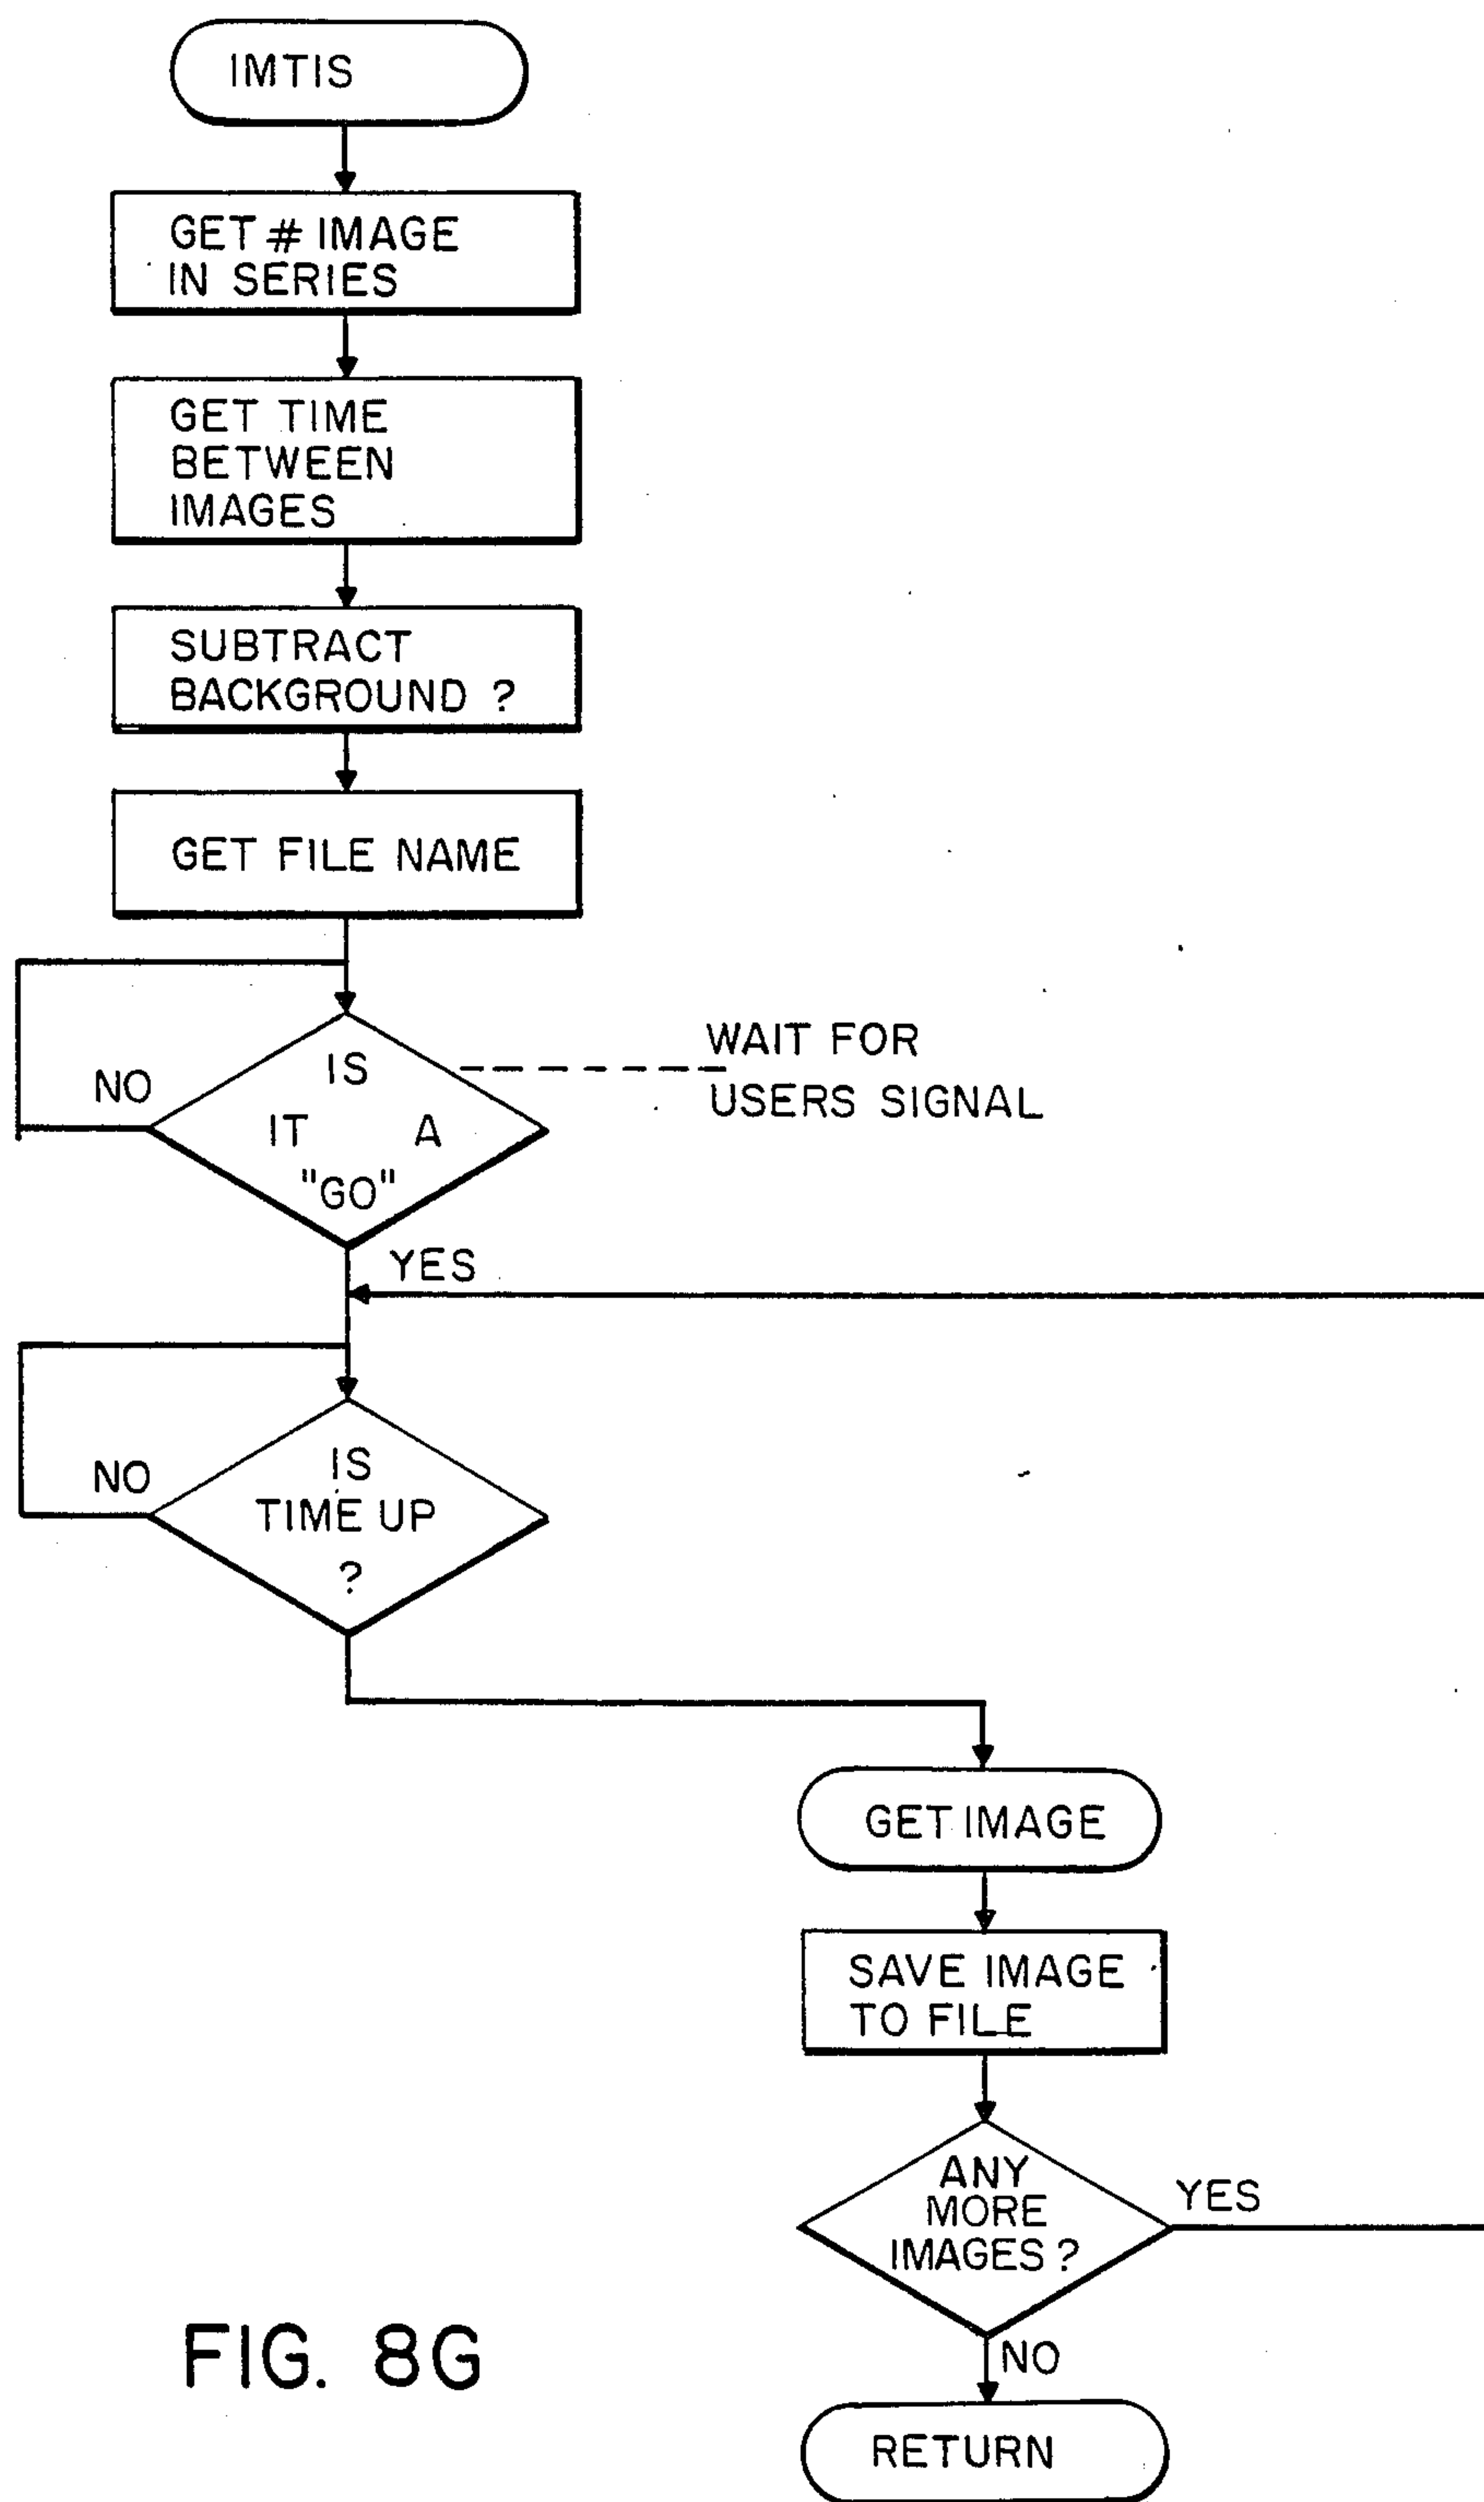 IMTIS
GET # IMAGE
IN SERIES
GET TIME
BETWEEN
IMAGES
SUBTRACT
BACKGROUND ?
GET FILE NAME
IS
IT A
"GO"
NO
WAIT FOR
USERS SIGNAL
YES
IS
TIME UP
?
NO
GET IMAGE
SAVE IMAGE
TO FILE
ANY
MORE
IMAGES ?
YES
NO
RETURN
FIG. 8G